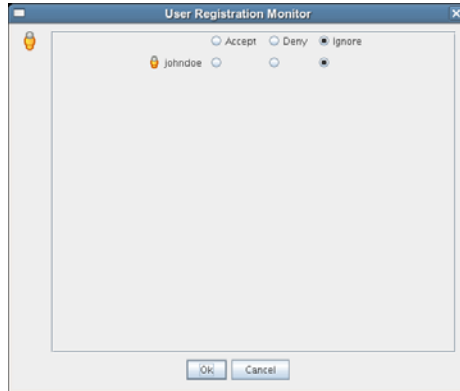 User Registration Monitor
Accept Deny Ignore
johndoe
Ok Cancel